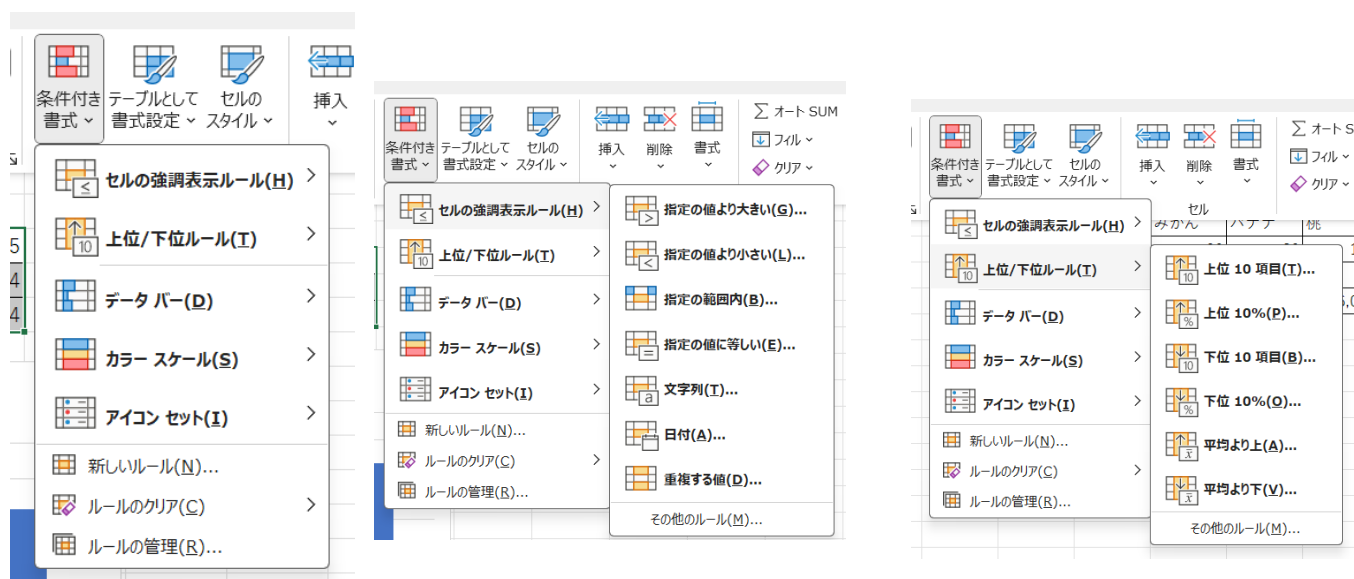 条件付き
書式
テーブルとして
書式設定
セルの
スタイル
挿入
セルの強調表示ルール(H)
上位/下位ルール(T)
データ バー(D)
カラー スケール(S)
アイコン セット(I)
新しいルール(N)...
ルールのクリア(C)
ルールの管理(R)...
5
4
4
条件付き
書式
テーブルとして
書式設定
セルの
スタイル
挿入
削除
書式
Σ オート SUM
フィル
クリア
セルの強調表示ルール(H)
上位/下位ルール(T)
データ バー(D)
カラー スケール(S)
アイコン セット(I)
新しいルール(N)...
ルールのクリア(C)
ルールの管理(R)...
指定の値より大きい(G)...
指定の値より小さい(L)...
指定の範囲内(B)...
指定の値に等しい(E)...
文字列(T)...
日付(A)...
重複する値(D)...
その他のルール(M)...
条件付き
書式
テーブルとして
書式設定
セルの
スタイル
挿入
削除
書式
セル
Σ オート S
フィル
クリア
みかん
桃
セルの強調表示ルール(H)
上位/下位ルール(T)
データ バー(D)
カラー スケール(S)
アイコン セット(I)
新しいルール(N)...
ルールのクリア(C)
ルールの管理(R)...
上位 10 項目(T)...
上位 10%(P)...
下位 10 項目(B)...
下位 10%(O)...
平均より上(A)...
平均より下(V)...
その他のルール(M)...